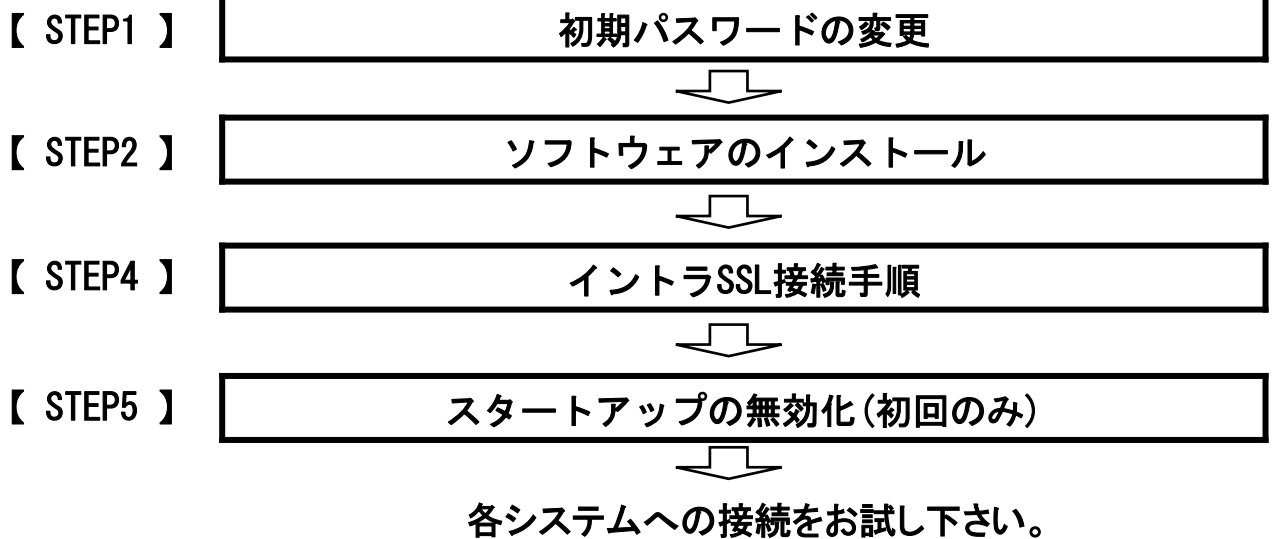 【 STEP1 】 初期パスワードの変更
【 STEP2 】 ソフトウェアのインストール
【 STEP4 】 イントラSSL接続手順
【 STEP5 】 スタートアップの無効化(初回のみ)
各システムへの接続をお試し下さい。